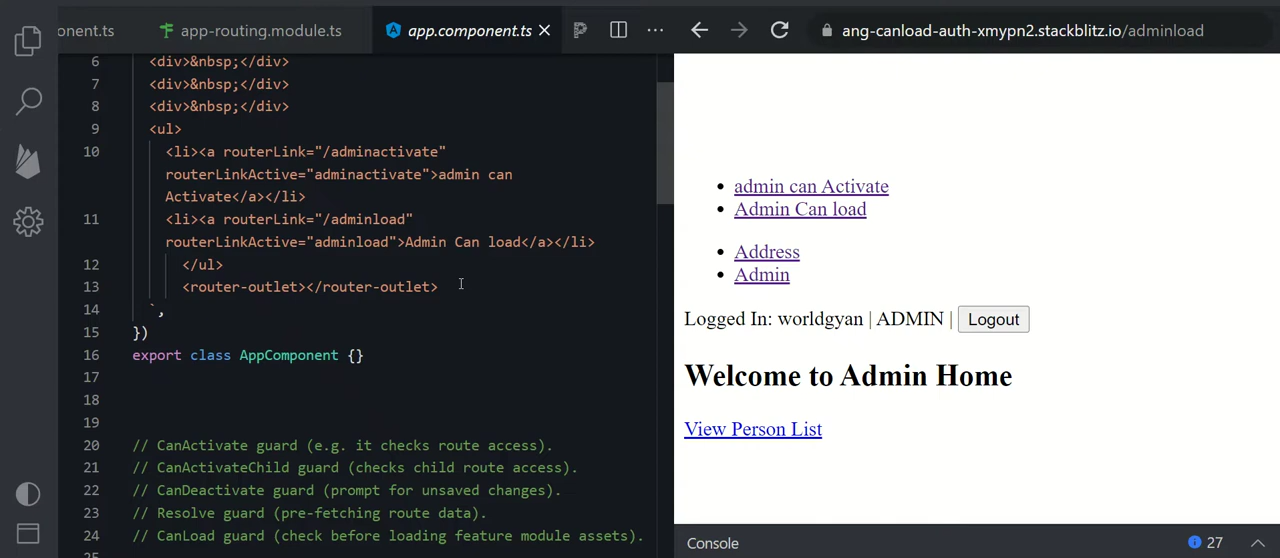 onent.ts
app-routing.module.ts
app.component.ts
ang-canload-auth-xmypn2.stackblitz.io/adminload
6 <div>&nbsp;</div>
7 <div>&nbsp;</div>
8 <div>&nbsp;</div>
9 <ul>
10 <li><a routerLink="/adminactivate"
routerLinkActive="adminactivate">admin can
Activate</a></li>
11 <li><a routerLink="/adminload"
routerLinkActive="adminload">Admin Can load</a></li>
12 </ul>
13 <router-outlet></router-outlet>
14 `,
15 })
16 export class AppComponent {}
17
18
19
20 // CanActivate guard (e.g. it checks route access).
21 // CanActivateChild guard (checks child route access).
22 // CanDeactivate guard (prompt for unsaved changes).
23 // Resolve guard (pre-fetching route data).
24 // CanLoad guard (check before loading feature module assets).
25
admin can Activate
Admin Can load
Address
Admin
Logged In: worldgyan | ADMIN | Logout
Welcome to Admin Home
View Person List
Console 27